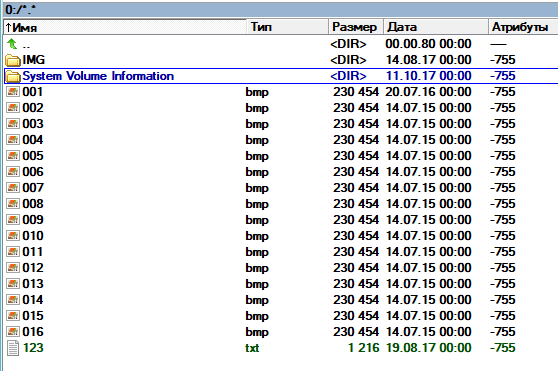 0:/*.*
↑Имя Тип Размер Дата Атрибуты
.. <DIR> 00.00.80 00:00 ----
IMG <DIR> 14.08.17 00:00 -755
System Volume Information <DIR> 11.10.17 00:00 -755
001 bmp 230 454 20.07.16 00:00 -755
002 bmp 230 454 14.07.15 00:00 -755
003 bmp 230 454 14.07.15 00:00 -755
004 bmp 230 454 14.07.15 00:00 -755
005 bmp 230 454 14.07.15 00:00 -755
006 bmp 230 454 14.07.15 00:00 -755
007 bmp 230 454 14.07.15 00:00 -755
008 bmp 230 454 14.07.15 00:00 -755
009 bmp 230 454 14.07.15 00:00 -755
010 bmp 230 454 14.07.15 00:00 -755
011 bmp 230 454 14.07.15 00:00 -755
012 bmp 230 454 14.07.15 00:00 -755
013 bmp 230 454 14.07.15 00:00 -755
014 bmp 230 454 14.07.15 00:00 -755
015 bmp 230 454 14.07.15 00:00 -755
016 bmp 230 454 14.07.15 00:00 -755
123 txt 1 216 19.08.17 00:00 -755